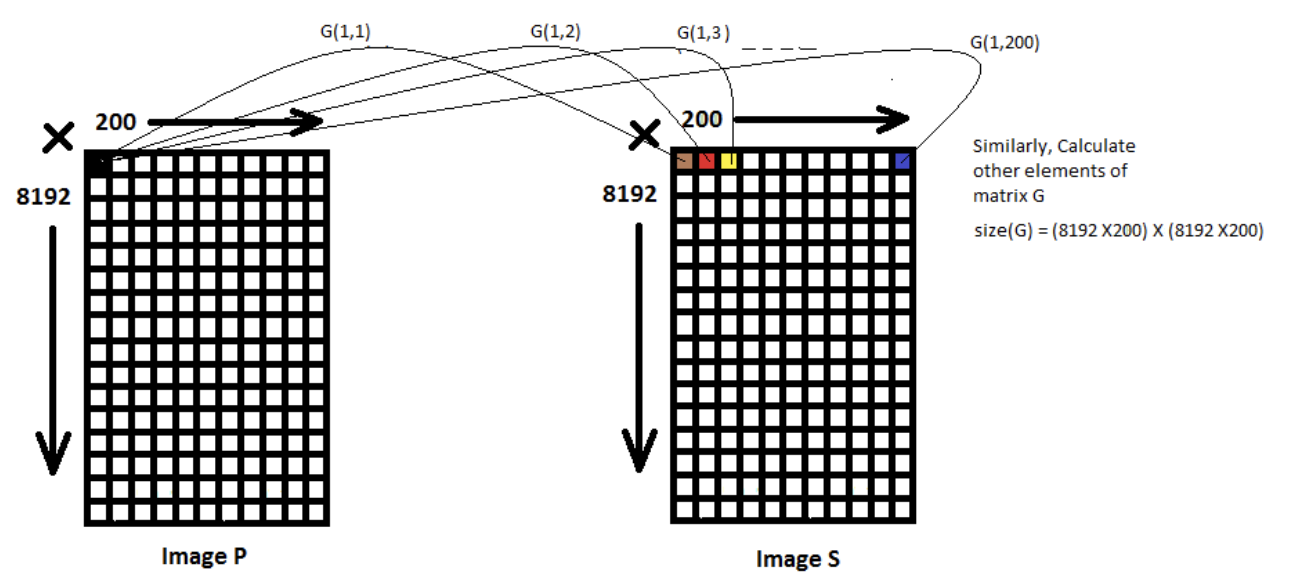 G(1,1)
G(1,2)
G(1,3 )
G(1,200)
200
8192
200
8192
Similarly, Calculate
other elements of
matrix G
size(G) = (8192 X200) X (8192 X200)
Image P
Image S